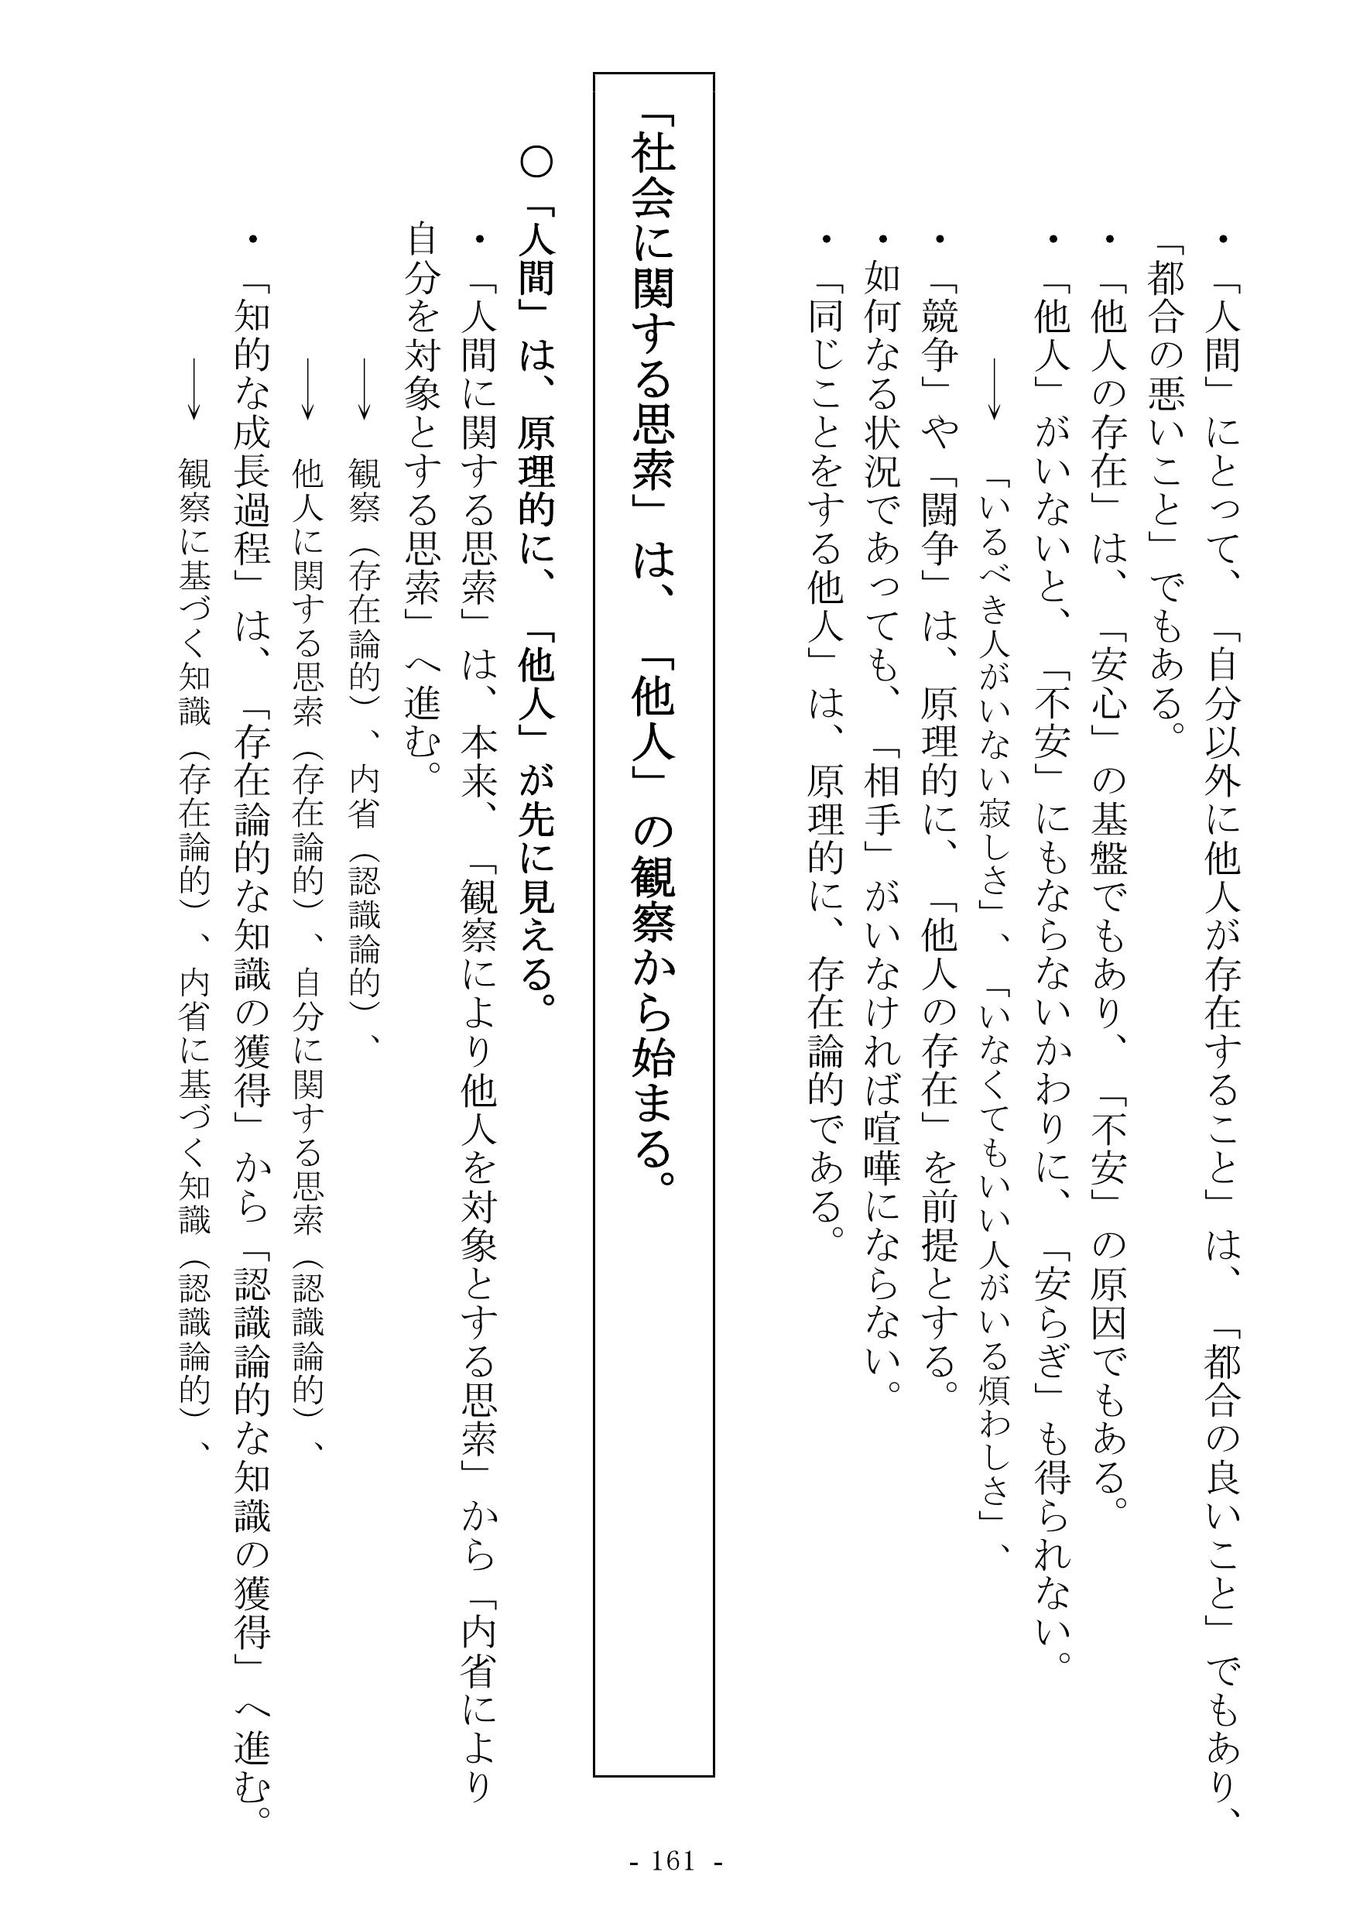 ・「人間」にとって、「自分以外に他人が存在すること」は、「都合の良いこと」でもあり、
「都合の悪いこと」でもある。
・「他人の存在」は、「安心」の基盤でもあり、「不安」の原因でもある。
・「他人」がいないと、「不安」にもならないかわりに、「安らぎ」も得られない。
→「いるべき人がいない寂しさ」、「いなくてもいい人がいる煩わしさ」、
・「競争」や「闘争」は、原理的に、「他人の存在」を前提とする。
・如何なる状況であっても、「相手」がいなければ喧嘩にならない。
・「同じことをする他人」は、原理的に、存在論的である。
「社会に関する思索」は、「他人」の観察から始まる。
○「人間」は、原理的に、「他人」が先に見える。
・「人間に関する思索」は、本来、「観察により他人を対象とする思索」から「内省により
自分を対象とする思索」へ進む。
→ 観察（存在論的）、内省（認識論的）、
→ 他人に関する思索（存在論的）、自分に関する思索（認識論的）、
・「知的な成長過程」は、「存在論的な知識の獲得」から「認識論的な知識の獲得」へ進む。
→ 観察に基づく知識（存在論的）、内省に基づく知識（認識論的）、
- 161 -